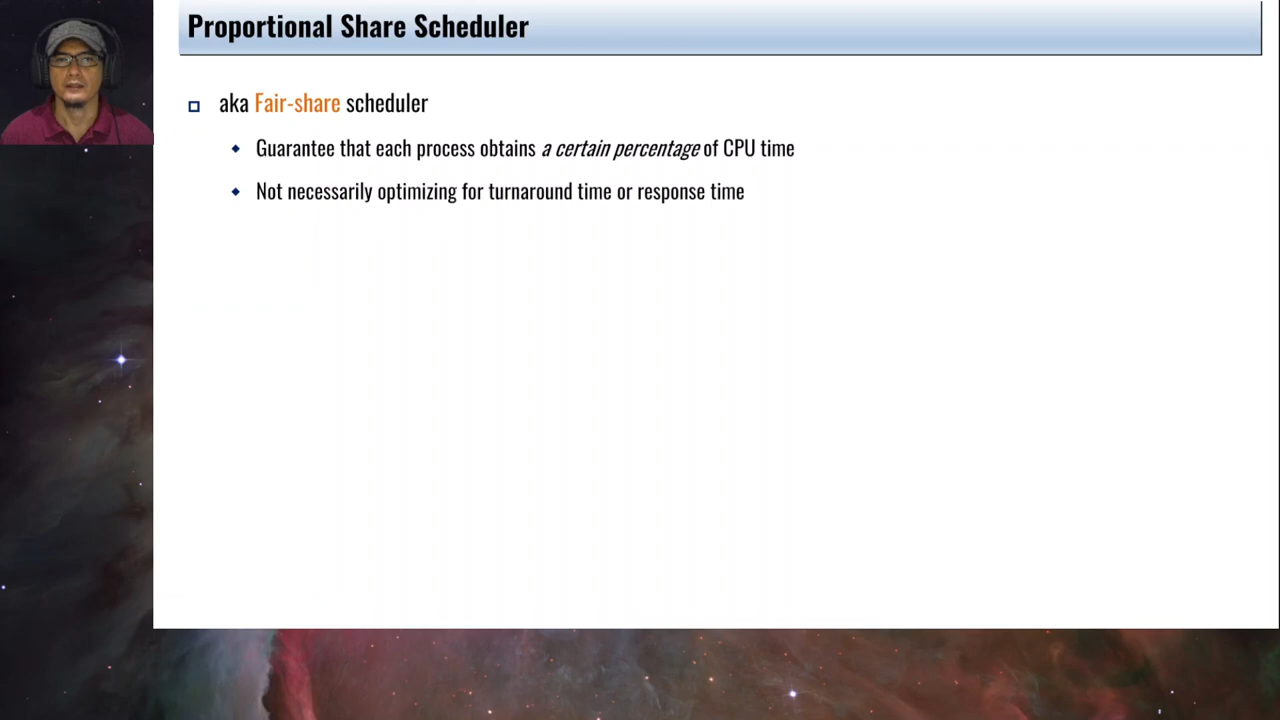 Proportional Share Scheduler
aka Fair-share scheduler
Guarantee that each process obtains a certain percentage of CPU time
Not necessarily optimizing for turnaround time or response time